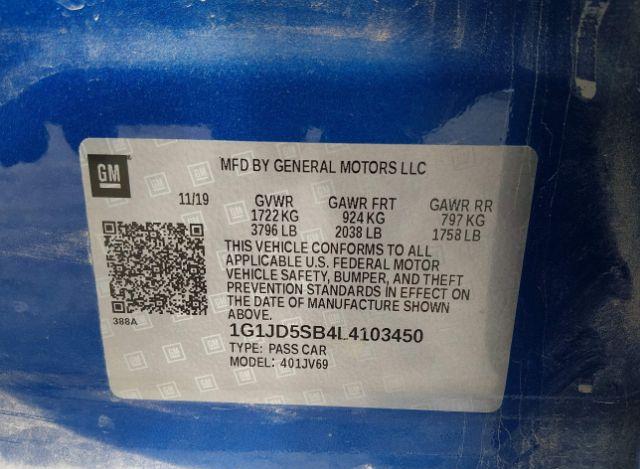 GM
MFD BY GENERAL MOTORS LLC
11/19 GVWR GAWR FRT GAWR RR
1722 KG 924 KG 797 KG
3796 LB 2038 LB 1758 LB
THIS VEHICLE CONFORMS TO ALL
APPLICABLE U.S. FEDERAL MOTOR
VEHICLE SAFETY, BUMPER, AND THEFT
PREVENTION STANDARDS IN EFFECT ON
THE DATE OF MANUFACTURE SHOWN
ABOVE.
388A
1G1JD5SB4L4103450
TYPE: PASS CAR
MODEL: 401JV69